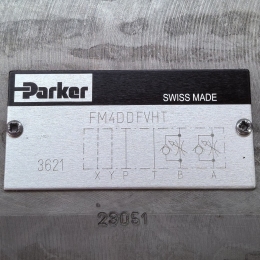 Parker
SWISS MADE
FM4DDFVHT
3621
X Y P T B A
28051